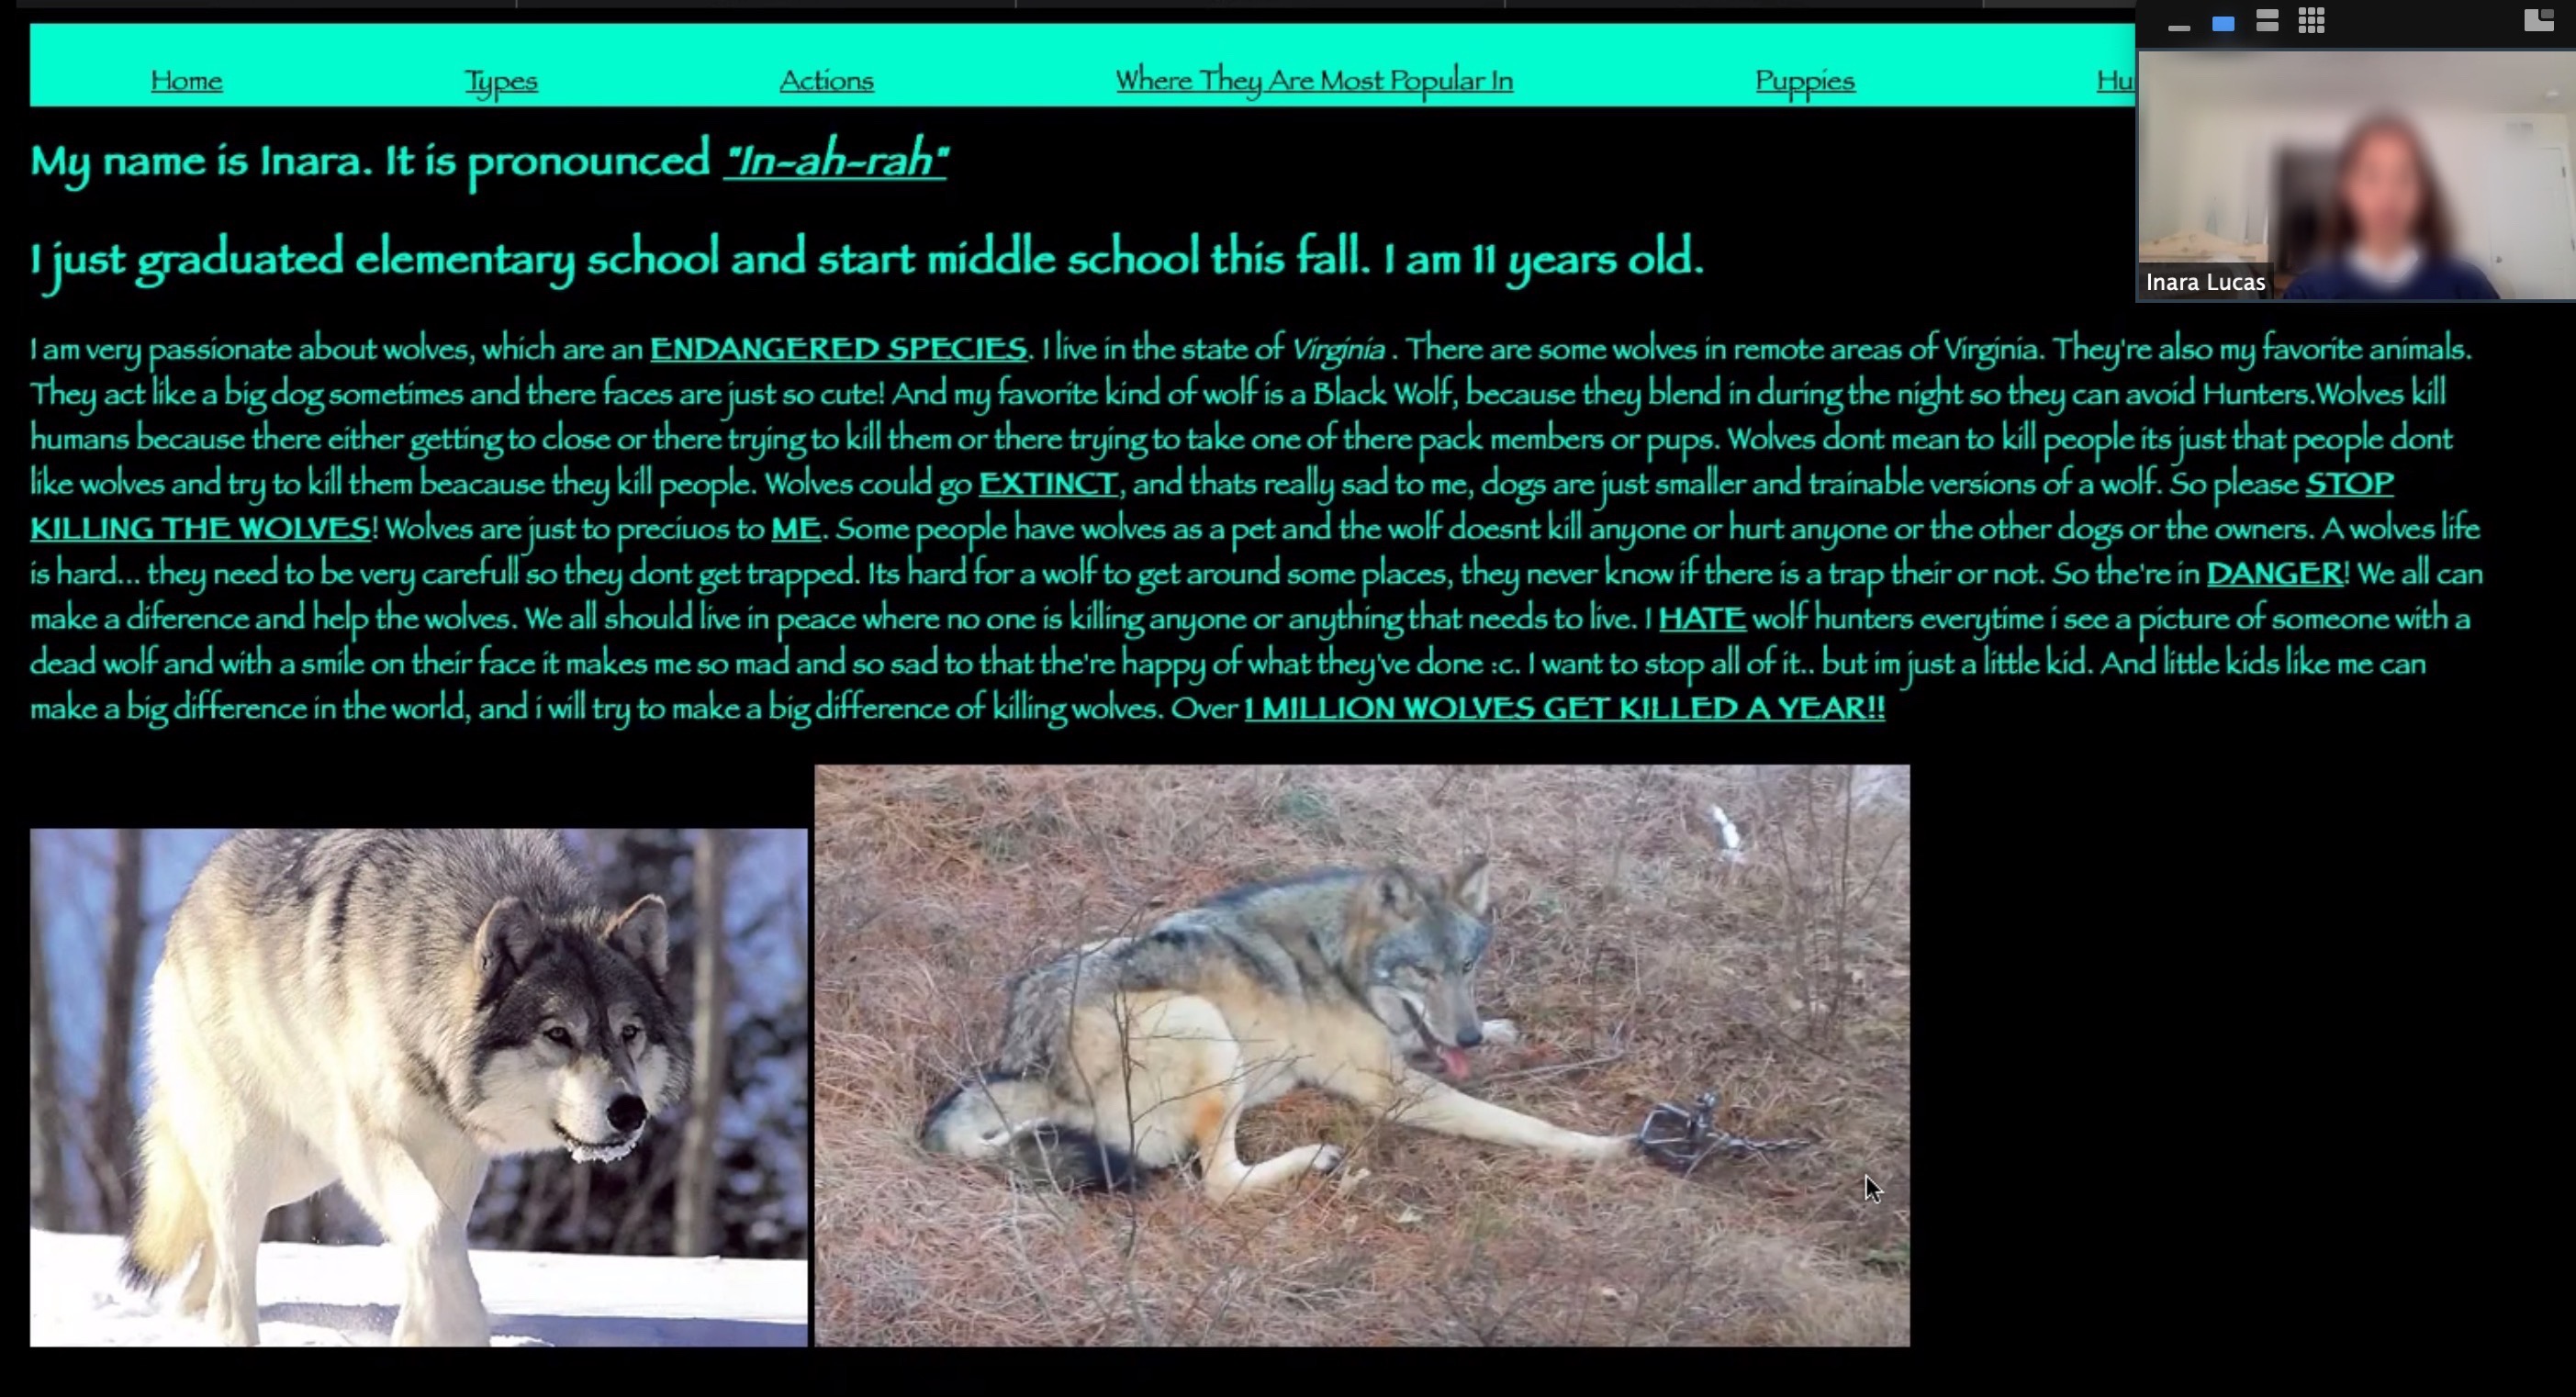 Home Types Actions Where They Are Most Popular In Puppies Hu
My name is Inara. It is pronounced "In-ah-rah"
I just graduated elementary school and start middle school this fall. I am 11 years old.
Inara Lucas
I am very passionate about wolves, which are an ENDANGERED SPECIES. I live in the state of Virginia . There are some wolves in remote areas of Virginia. They're also my favorite animals.
They act like a big dog sometimes and there faces are just so cute! And my favorite kind of wolf is a Black Wolf, because they blend in during the night so they can avoid Hunters.Wolves kill
humans because there either getting to close or there trying to kill them or there trying to take one of there pack members or pups. Wolves dont mean to kill people its just that people dont
like wolves and try to kill them beacause they kill people. Wolves could go EXTINCT, and thats really sad to me, dogs are just smaller and trainable versions of a wolf. So please STOP
KILLING THE WOLVES! Wolves are just to preciuos to ME. Some people have wolves as a pet and the wolf doesnt kill anyone or hurt anyone or the other dogs or the owners. A wolves life
is hard... they need to be very carefull so they dont get trapped. Its hard for a wolf to get around some places, they never know if there is a trap their or not. So the're in DANGER! We all can
make a diference and help the wolves. We all should live in peace where no one is killing anyone or anything that needs to live. I HATE wolf hunters everytime i see a picture of someone with a
dead wolf and with a smile on their face it makes me so mad and so sad to that the're happy of what they've done :c. I want to stop all of it.. but im just a little kid. And little kids like me can
make a big difference in the world, and i will try to make a big difference of killing wolves. Over 1 MILLION WOLVES GET KILLED A YEAR!!